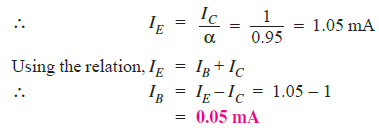 ∴ I_E = I_C/α = 1/0.95 = 1.05 mA
Using the relation, I_E = I_B + I_C
∴ I_B = I_E – I_C = 1.05 – 1
= 0.05 mA